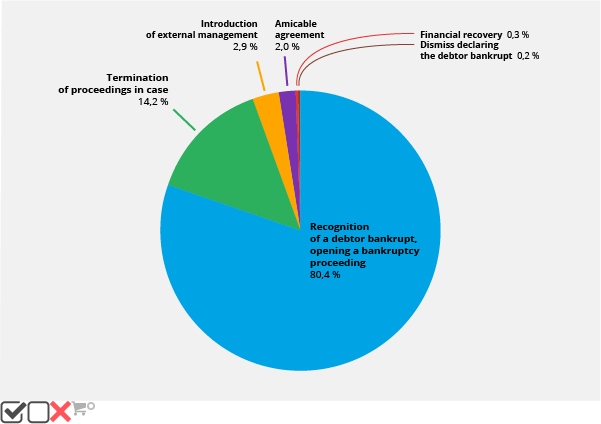 Introduction
of external management
2,9 %
Amicable
agreement
2,0 %
Financial recovery 0,3 %
Dismiss declaring
the debtor bankrupt 0,2 %
Termination
of proceedings in case
14,2 %
Recognition
of a debtor bankrupt,
opening a bankruptcy
proceeding
80,4 %